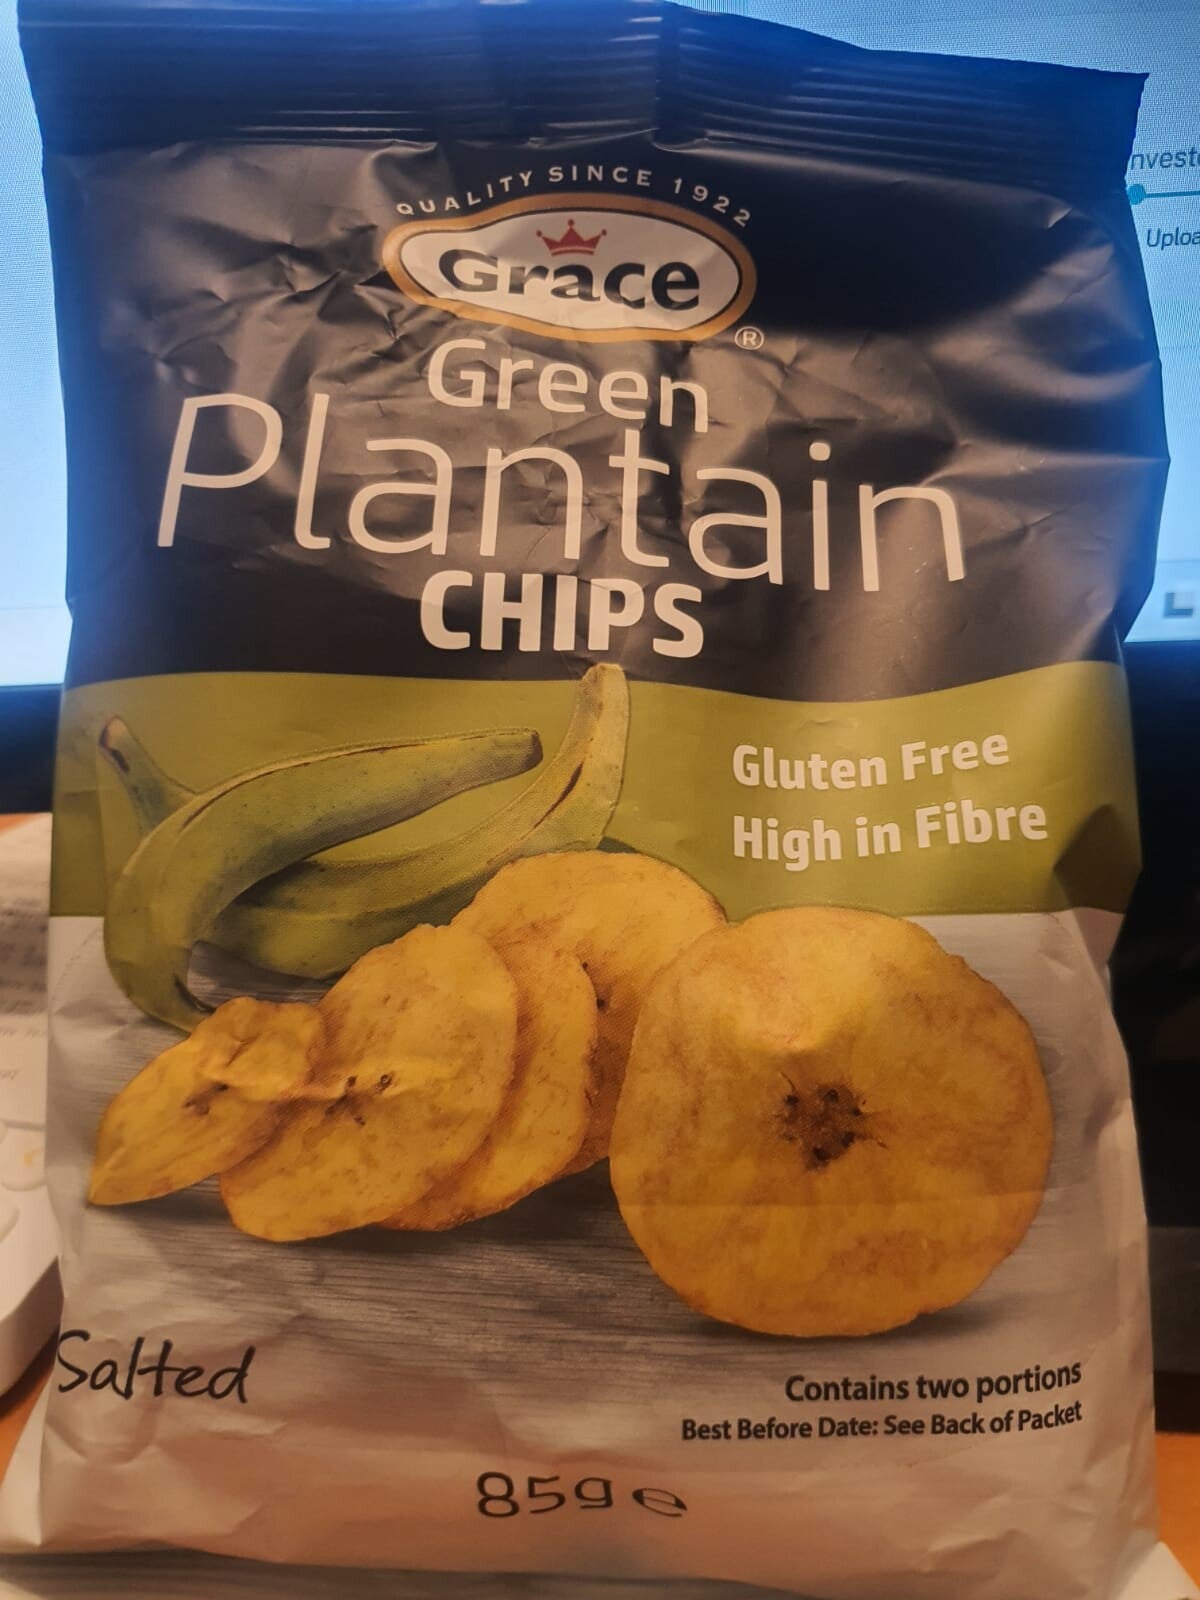 QUALITY SINCE 1922
Grace
®
Green
Plantain
CHIPS
Gluten Free
High in Fibre
Salted
Contains two portions
Best Before Date: See Back of Packet
85g e